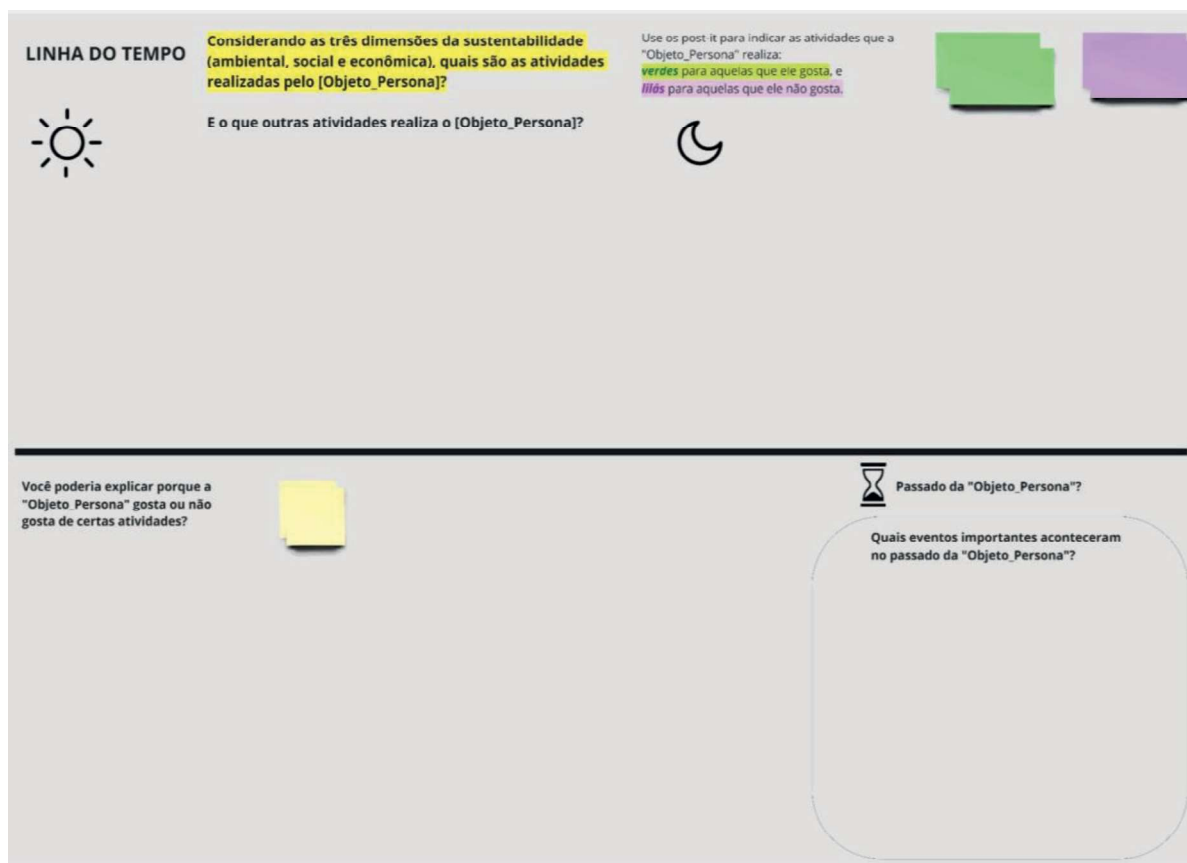 LINHA DO TEMPO
Considerando as três dimensões da sustentabilidade
(ambiental, social e econômica), quais são as atividades
realizadas pelo [Objeto_Persona]?
E o que outras atividades realiza o [Objeto_Persona]?
Use os post-it para indicar as atividades que a
"Objeto_Persona" realiza:
verdes para aquelas que ele gosta, e
lilás para aquelas que ele não gosta.
Você poderia explicar porque a
"Objeto_Persona" gosta ou não
gosta de certas atividades?
Passado da "Objeto_Persona"?
Quais eventos importantes aconteceram
no passado da "Objeto_Persona"?